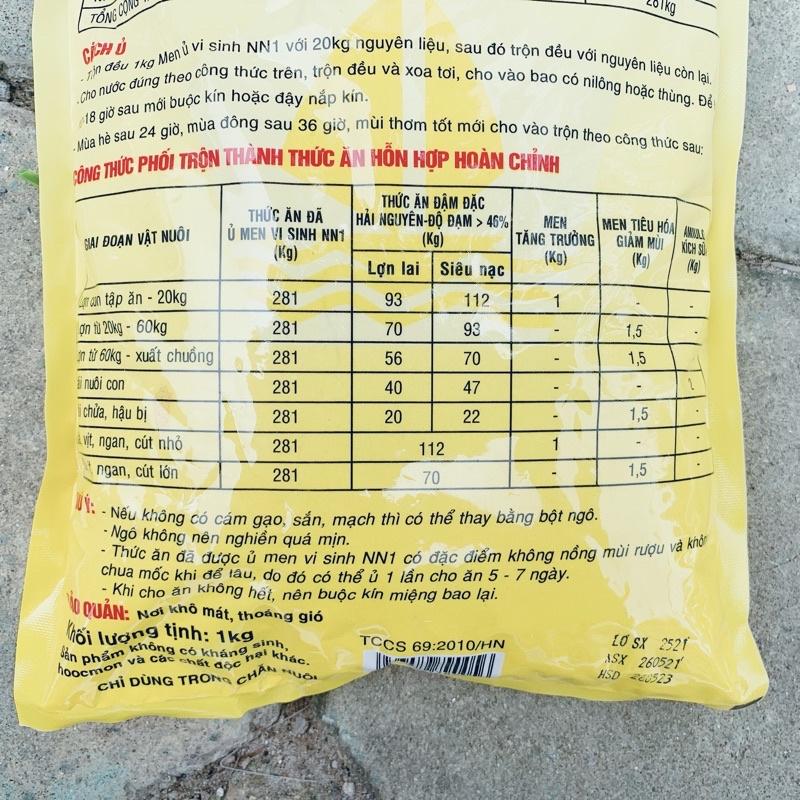 TỔNG CỘNG 281kg
CÁCH Ủ
- Trộn đều 1kg Men ủ vi sinh NN1 với 20kg nguyên liệu, sau đó trộn đều với nguyên liệu còn lại.
- Cho nước đúng theo công thức trên, trộn đều và xoa tơi, cho vào bao có nilông hoặc thùng. Để
18 giờ sau mới buộc kín hoặc đậy nắp kín.
- Mùa hè sau 24 giờ, mùa đông sau 36 giờ, mùi thơm tốt mới cho vào trộn theo công thức sau:
CÔNG THỨC PHỐI TRỘN THÀNH THỨC ĂN HỖN HỢP HOÀN CHỈNH
GIAI ĐOẠN VẬT NUÔI
THỨC ĂN ĐÃ
Ủ MEN VI SINH NN1
(Kg)
THỨC ĂN ĐẬM ĐẶC
HẢI NGUYÊN-ĐỘ ĐẠM > 46%
(Kg)
Lợn lai Siêu nạc
MEN
TĂNG TRƯỞNG
(Kg)
MEN TIÊU HÓA
GIẢM MÙI
(Kg)
KÍCH SỮ
(Kg)
con tập ăn - 20kg 281 93 112 1 - -
ợn từ 20kg - 60kg 281 70 93 - 1,5 -
ợn từ 60kg - xuất chuồng 281 56 70 - 1,5 -
ái nuôi con 281 40 47 - -
i chửa, hậu bị 281 20 22 - 1,5 -
vịt, ngan, cút nhỏ 281 112 1 - -
ngan, cút lớn 281 70 - 1,5 -
Ý: - Nếu không có cám gạo, sắn, mạch thì có thể thay bằng bột ngô.
- Ngô không nên nghiền quá mịn.
- Thức ăn đã được ủ men vi sinh NN1 có đặc điểm không nồng mùi rượu và khôn
chua mốc khi để lâu, do đó có thể ủ 1 lần cho ăn 5 - 7 ngày.
- Khi cho ăn không hết, nên buộc kín miệng bao lại.
BẢO QUẢN: Nơi khô mát, thoáng gió
Khối lượng tịnh: 1kg
Sản phẩm không có kháng sinh,
hoocmon và các chất độc hại khác.
CHỈ DÙNG TRONG CHĂN NUÔI
TCCS 69:2010/HN
LÔ SX 2521
NSX 260521
HSD 260523